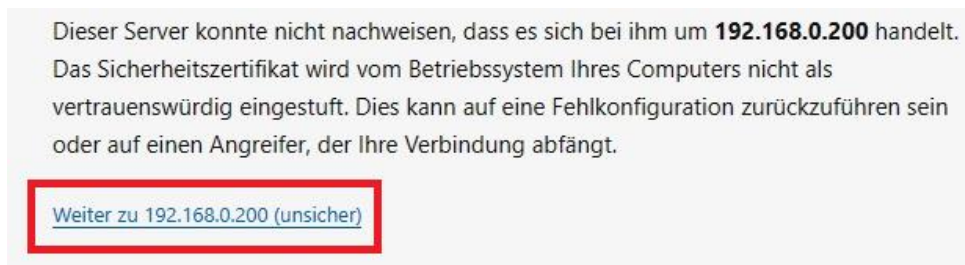 Dieser Server konnte nicht nachweisen, dass es sich bei ihm um 192.168.0.200 handelt.
Das Sicherheitszertifikat wird vom Betriebssystem Ihres Computers nicht als
vertrauenswürdig eingestuft. Dies kann auf eine Fehlkonfiguration zurückzuführen sein
oder auf einen Angreifer, der Ihre Verbindung abfängt.
Weiter zu 192.168.0.200 (unsicher)